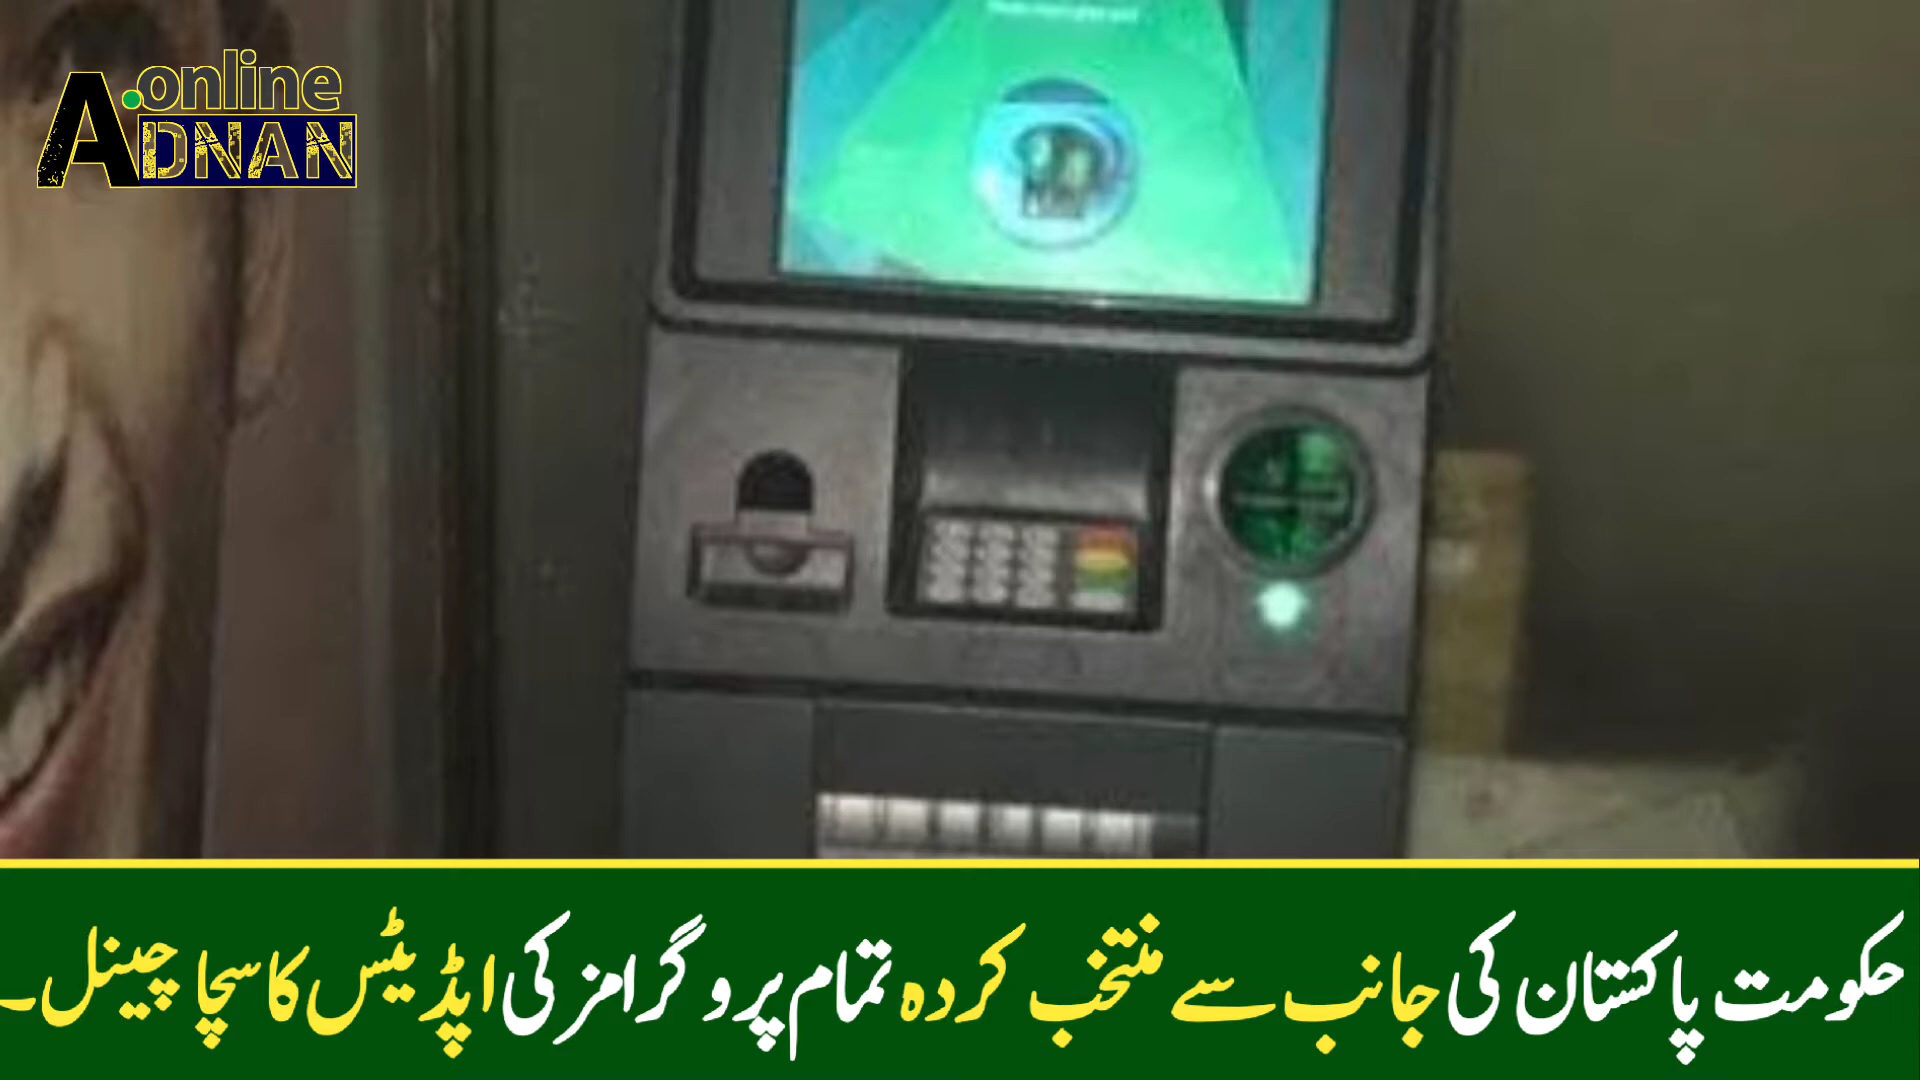 A.online
ADNAN
حکومت پاکستان کی جانب سے منتخب کردہ تمام پروگرامز کی اپڈیٹس کا سچا چینل۔